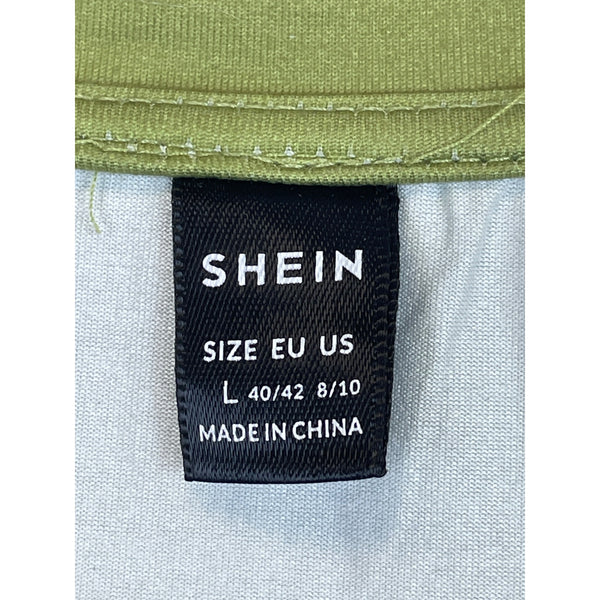 SHEIN
SIZE EU US
L 40/42 8/10
MADE IN CHINA